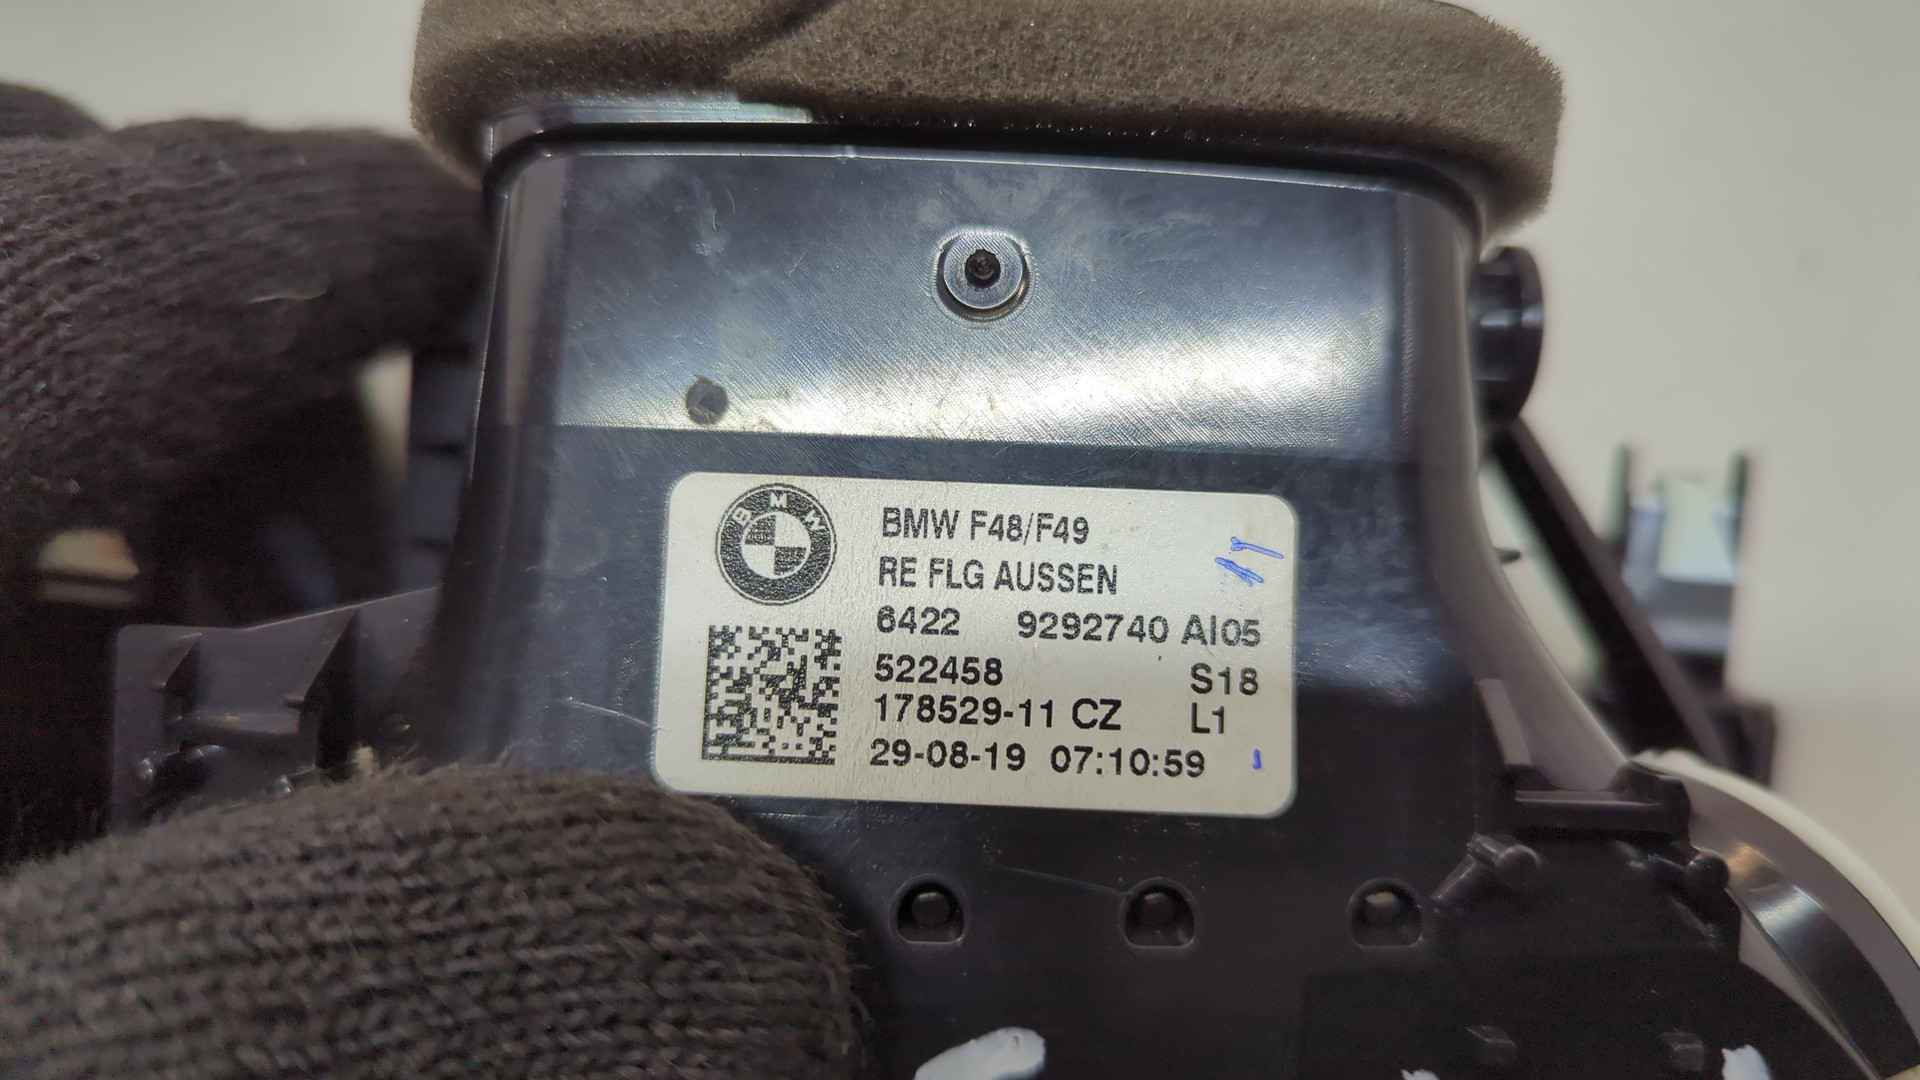 BMW
BMW F48/F49
RE FLG AUSSEN
6422 9292740 AI05
522458 S18
178529-11 CZ L1
29-08-19 07:10:59